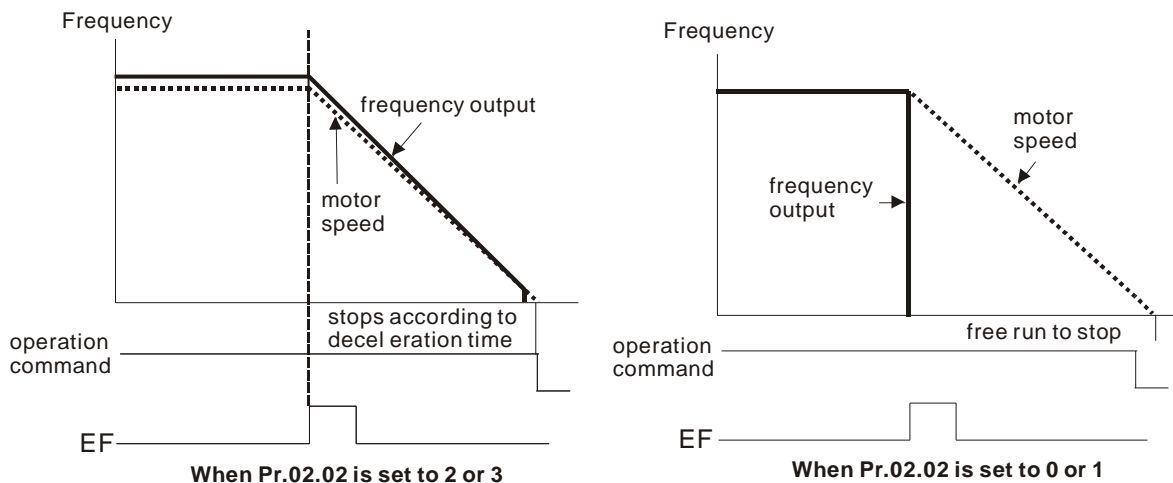 Frequency
frequency output
motor
speed
stops according to
decel eration time
operation
command
EF
When Pr.02.02 is set to 2 or 3
Frequency
motor
speed
frequency
output
free run to stop
operation
command
EF
When Pr.02.02 is set to 0 or 1